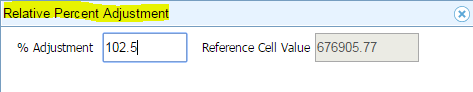 Relative Percent Adjustment
% Adjustment 102.5 Reference Cell Value 676905.77